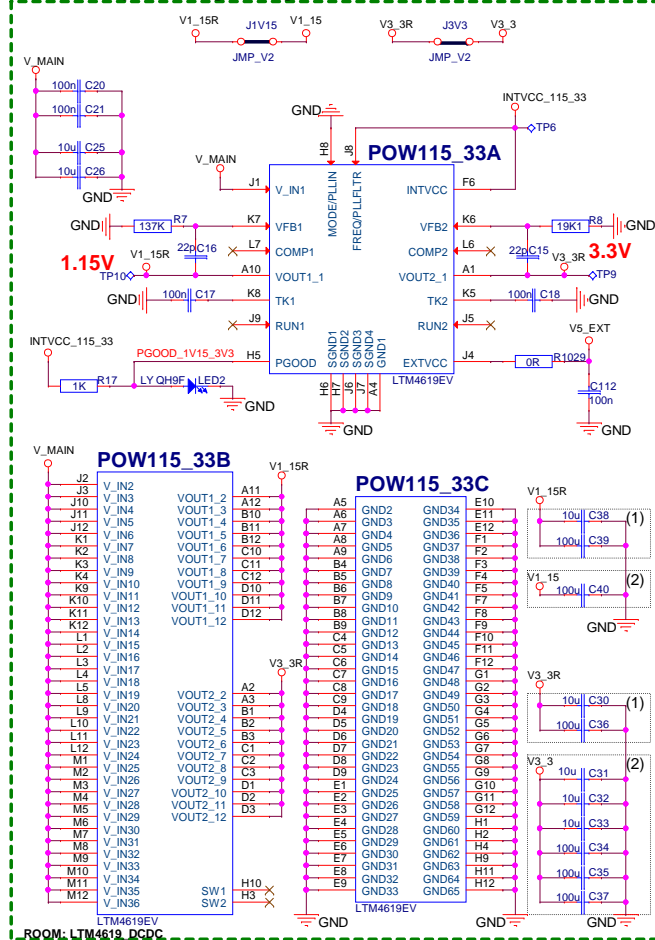 V1_15R J1V15 V1_15 V3_3R J3V3 V3_3
JMP_V2 JMP_V2
V_MAIN
100n C20
100n C21
10u C25
10u C26
GND
GND
INTVCC_115_33
TP6
H8 J8
POW115_33A
V_MAIN
J1 V_IN1 MODE/PLLIN FREQ/PLLFLTR INTVCC F6
GND 137K R7 K7 VFB1 VFB2 K6 19K1 R8 GND
22p C16 L7 COMP1 COMP2 L6 22p C15
1.15V V1_15R 3.3V
TP10 A10 VOUT1_1 VOUT2_1 A1 V3_3R TP9
GND 100n C17 K8 TK1 TK2 K5 100n C18 GND
J9 RUN1 RUN2 J5
INTVCC_115_33 V5_EXT
PGOOD_1V15_3V3 H5 PGOOD SGND1 SGND2 SGND3 SGND4 GND1 EXTVCC J4 0R R1029
1K R17 LY QH9F LED2 GND
H6 H7 J6 J7 A4
LTM4619EV
C112
100n
GND
GND
V_MAIN
POW115_33B
V1_15R
J2 V_IN2
J3 V_IN3 VOUT1_2 A11
J10 V_IN4 VOUT1_3 A12
J11 V_IN5 VOUT1_4 B10
J12 V_IN6 VOUT1_5 B11
K1 V_IN7 VOUT1_6 B12
K2 V_IN8 VOUT1_7 C10
K3 V_IN9 VOUT1_8 C11
K4 V_IN10 VOUT1_9 C12
K9 V_IN11 VOUT1_10 D10
K10 V_IN12 VOUT1_11 D11
K11 V_IN13 VOUT1_12 D12
K12 V_IN14
L1 V_IN15
L2 V_IN16
L3 V_IN17
L4 V_IN18
V3_3R
L5 V_IN19 VOUT2_2 A2
L8 V_IN20 VOUT2_3 A3
L9 V_IN21 VOUT2_4 B1
L10 V_IN22 VOUT2_5 B2
L11 V_IN23 VOUT2_6 B3
L12 V_IN24 VOUT2_7 C1
M1 V_IN25 VOUT2_8 C2
M2 V_IN26 VOUT2_9 C3
M3 V_IN27 VOUT2_10 D1
M4 V_IN28 VOUT2_11 D2
M5 V_IN29 VOUT2_12 D3
M6 V_IN30
M7 V_IN31
M8 V_IN32
M9 V_IN33
M10 V_IN34
M11 V_IN35 SW1 H10
M12 V_IN36 SW2 H3
LTM4619EV
POW115_33C
A5 GND2 GND34 E10
A6 GND3 GND35 E11
A7 GND4 GND36 E12
A8 GND5 GND37 F1
A9 GND6 GND38 F2
B4 GND7 GND39 F3
B5 GND8 GND40 F4
B6 GND9 GND41 F5
B7 GND10 GND42 F7
B8 GND11 GND43 F8
B9 GND12 GND44 F9
C4 GND13 GND45 F10
C5 GND14 GND46 F11
C6 GND15 GND47 F12
C7 GND16 GND48 G1
C8 GND17 GND49 G2
C9 GND18 GND50 G3
D4 GND19 GND51 G4
D5 GND20 GND52 G5
D6 GND21 GND53 G6
D7 GND22 GND54 G7
D8 GND23 GND55 G8
D9 GND24 GND56 G9
E1 GND25 GND57 G10
E2 GND26 GND58 G11
E3 GND27 GND59 G12
E4 GND28 GND60 H1
E5 GND29 GND61 H2
E6 GND30 GND62 H4
E7 GND31 GND63 H9
E8 GND32 GND64 H11
E9 GND33 GND65 H12
LTM4619EV
GND GND
V1_15R
10u C38 (1)
100u C39
V1_15 (2)
100u C40
GND
V3_3R
10u C30 (1)
100u C36
V3_3 (2)
10u C31
10u C32
10u C33
100u C34
100u C35
100u C37
GND
ROOM: LTM4619_DCDC